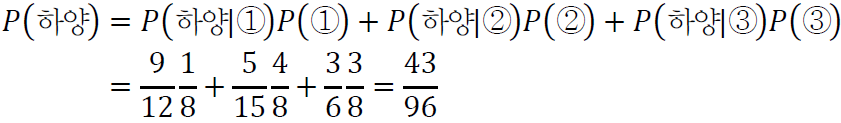 P(하양) = P(하양|①)P(①) + P(하양|②)P(②) + P(하양|③)P(③)
= 9/12 1/8 + 5/15 4/8 + 3/6 3/8 = 43/96